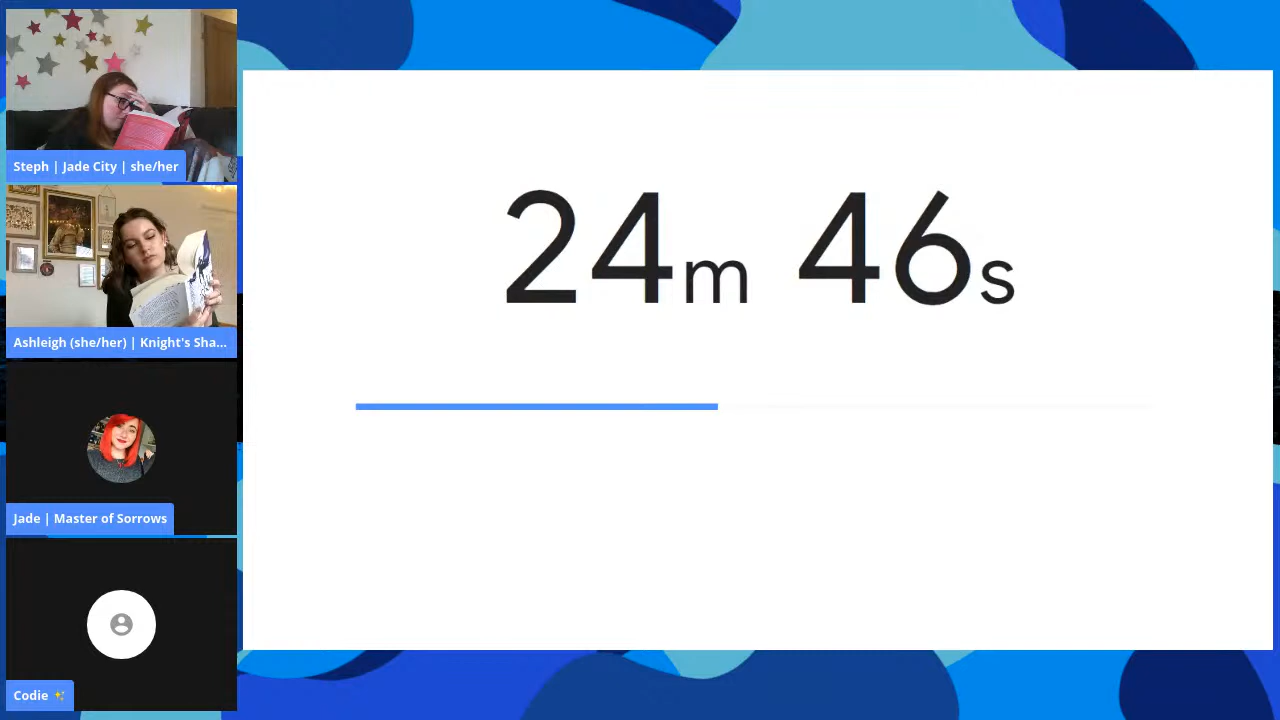 Steph | Jade City | she/her
Ashleigh (she/her) | Knight's Sha...
Jade | Master of Sorrows
Codie ✨
24m 46s